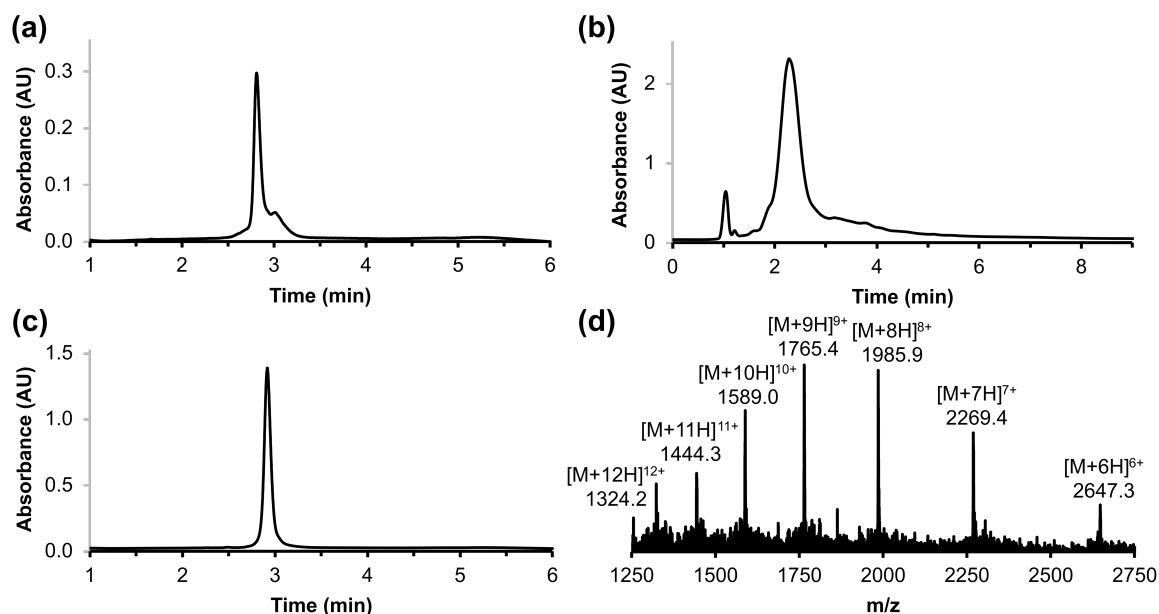 (a)
Absorbance (AU)
0.3
0.2
0.1
0.0
1 2 3 4 5 6
Time (min)
(b)
Absorbance (AU)
2
1
0
0 2 4 6 8
Time (min)
(c)
Absorbance (AU)
1.5
1.0
0.5
0.0
1 2 3 4 5 6
Time (min)
(d)
[M+9H]9+
1765.4
[M+8H]8+
1985.9
[M+10H]10+
1589.0
[M+7H]7+
2269.4
[M+11H]11+
1444.3
[M+12H]12+
1324.2
[M+6H]6+
2647.3
1250 1500 1750 2000 2250 2500 2750
m/z